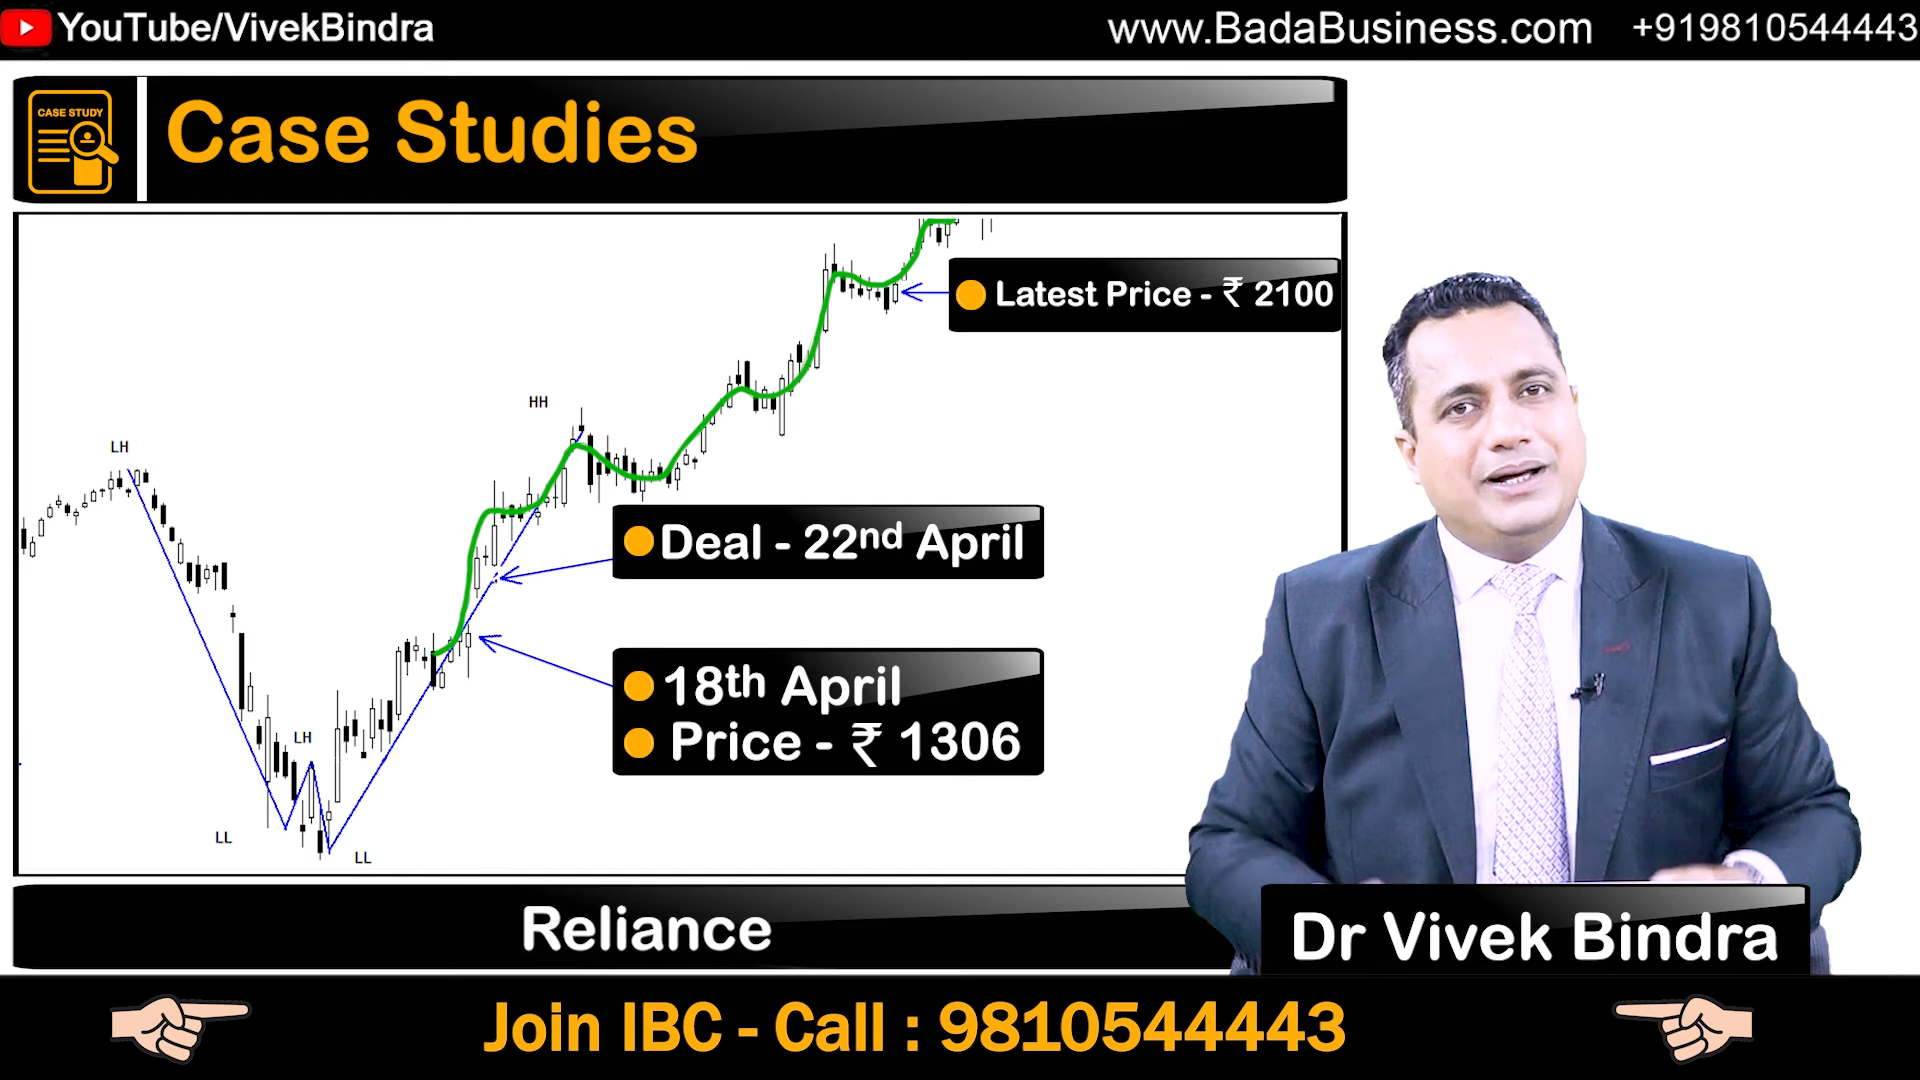 YouTube/VivekBindra
www.BadaBusiness.com +919810544443
CASE STUDY
Case Studies
Latest Price - ₹ 2100
HH
LH
Deal - 22nd April
18th April
Price - ₹ 1306
LH
LL
LL
Reliance
Dr Vivek Bindra
Join IBC - Call : 9810544443